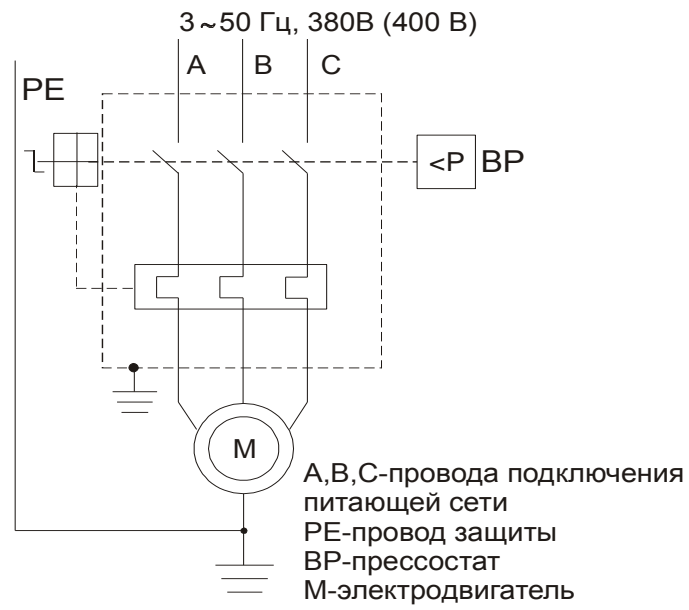 3~50 Гц, 380В (400 В)
A B C
PE
<P BP
M
A,B,C-провода подключения
питающей сети
PE-провод защиты
BP-прессостат
M-электродвигатель